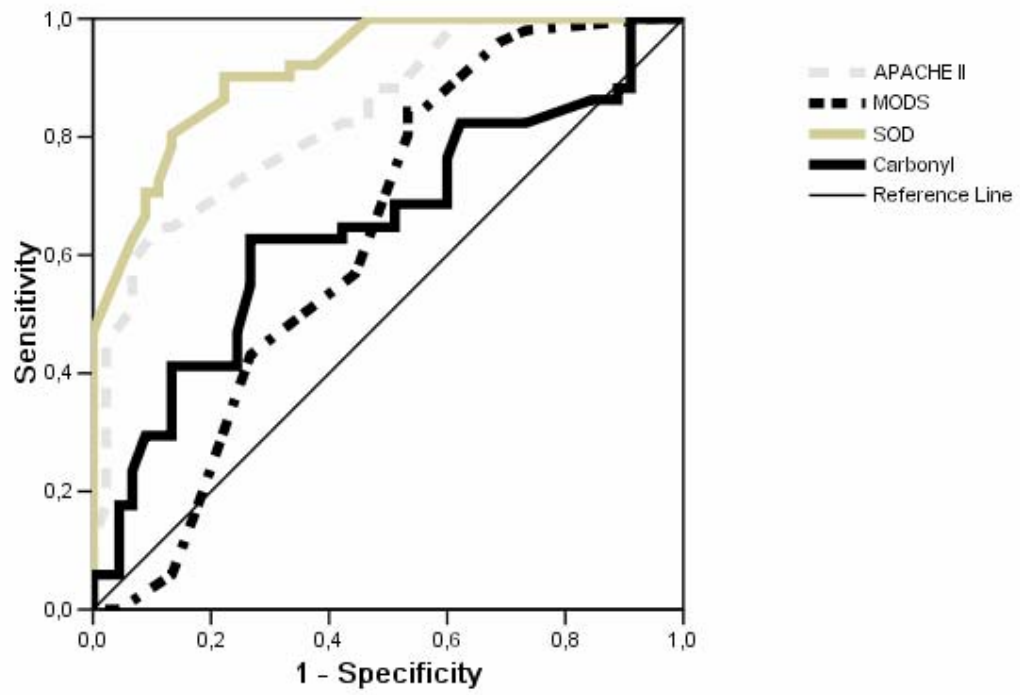 1,0
0,8
0,6
0,4
0,2
0,0
Sensitivity
0,0 0,2 0,4 0,6 0,8 1,0
1 - Specificity
APACHE II
MODS
SOD
Carbonyl
Reference Line